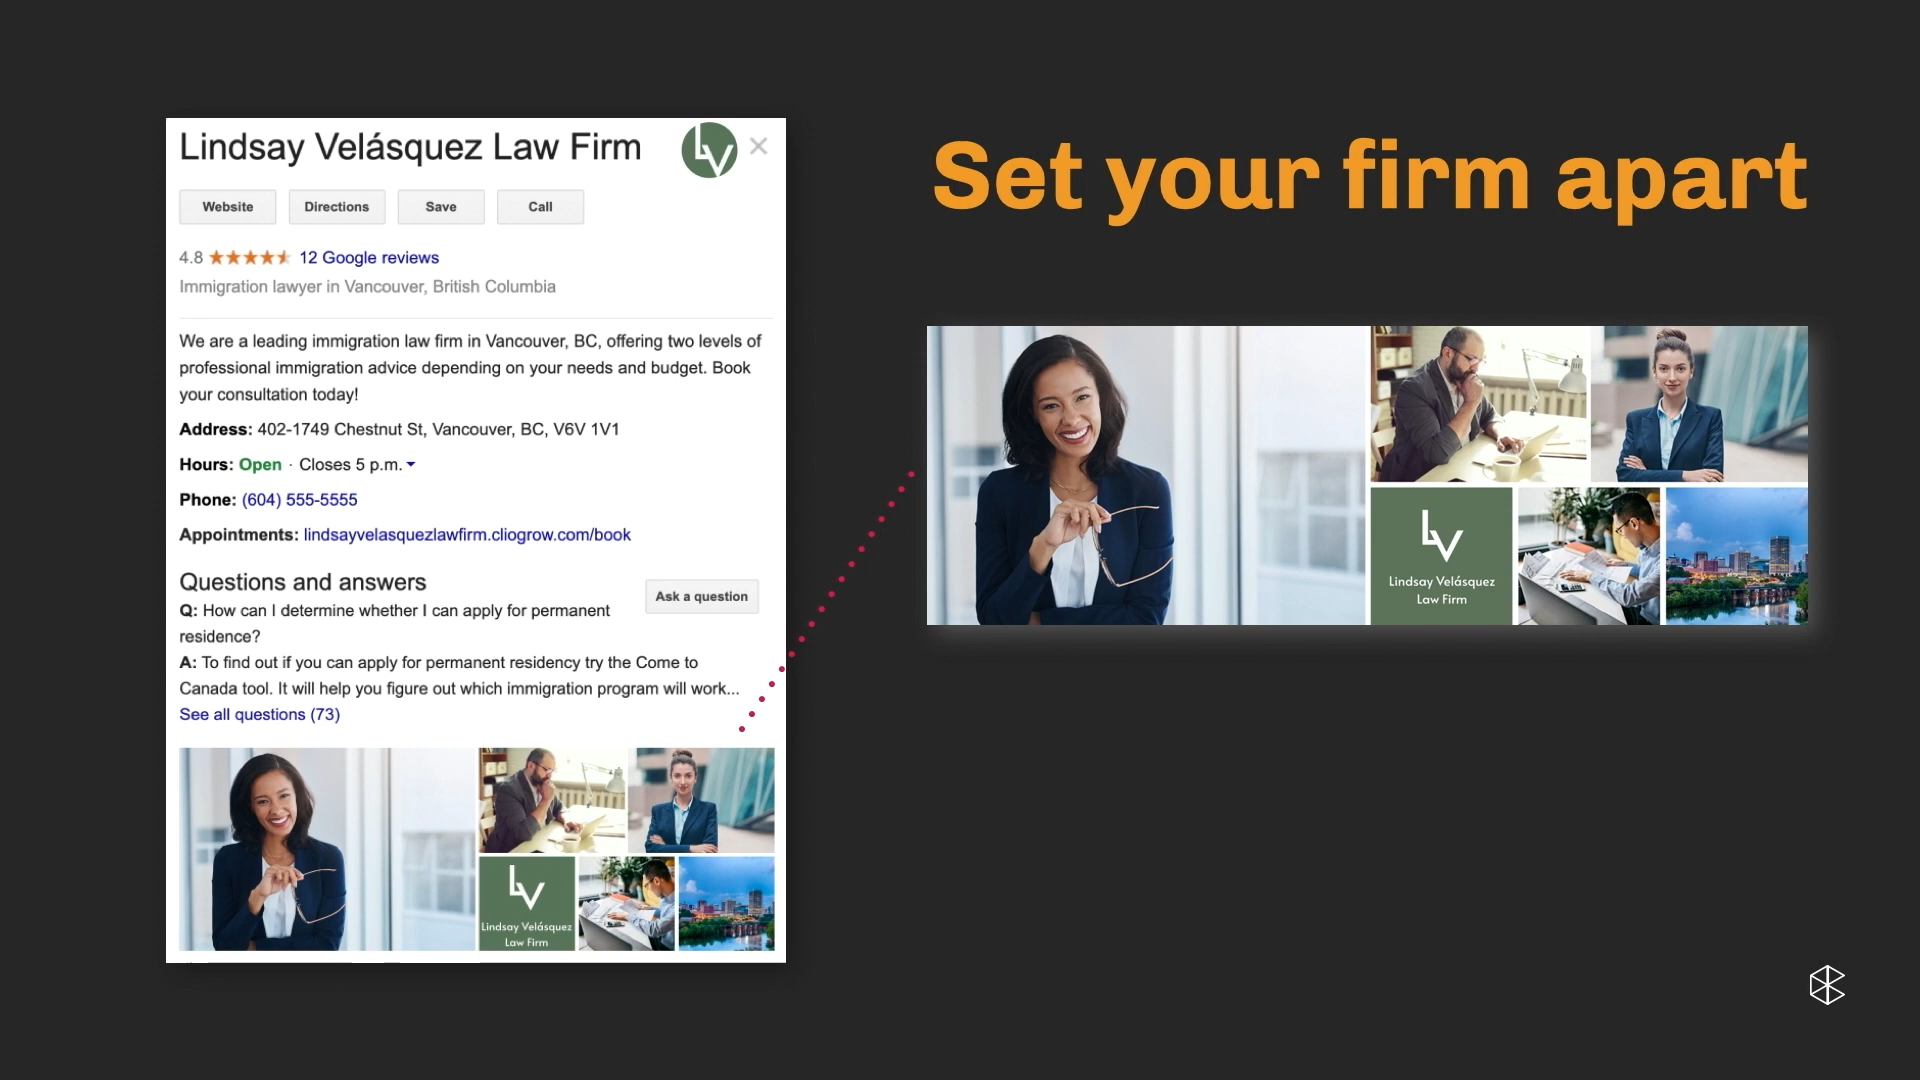 Lindsay Velásquez Law Firm
LV
Website
Directions
Save
Call
4.8 ★★★★★ 12 Google reviews
Immigration lawyer in Vancouver, British Columbia
We are a leading immigration law firm in Vancouver, BC, offering two levels of
professional immigration advice depending on your needs and budget. Book
your consultation today!
Address: 402-1749 Chestnut St, Vancouver, BC, V6V 1V1
Hours: Open · Closes 5 p.m.
Phone: (604) 555-5555
Appointments: lindsayvelasquezlawfirm.cliogrow.com/book
Questions and answers
Ask a question
Q: How can I determine whether I can apply for permanent
residence?
A: To find out if you can apply for permanent residency try the Come to
Canada tool. It will help you figure out which immigration program will work...
See all questions (73)
LV
Lindsay Velásquez
Law Firm
Set your firm apart
LV
Lindsay Velásquez
Law Firm